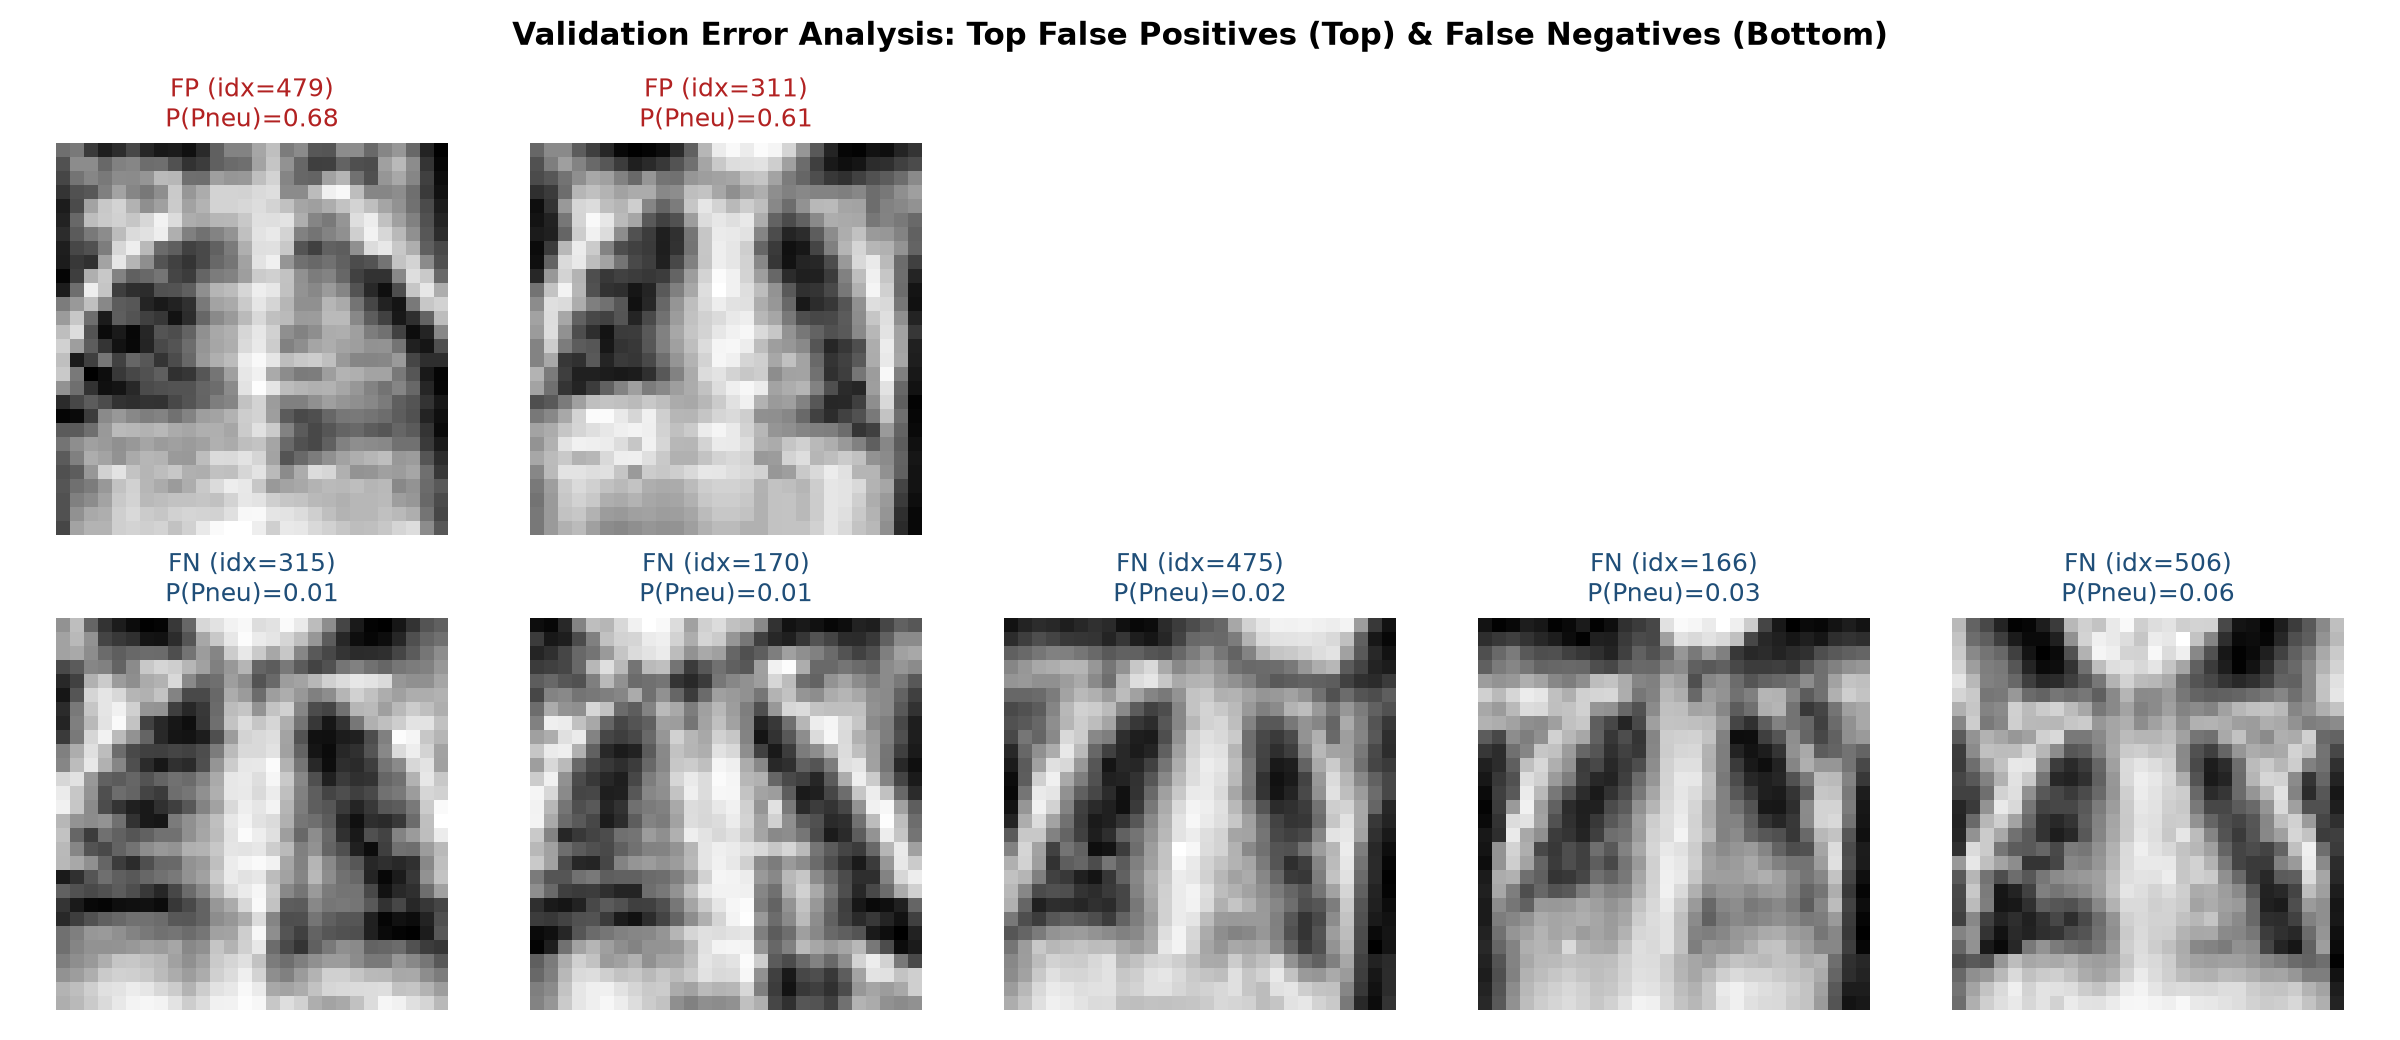 Validation Error Analysis: Top False Positives (Top) & False Negatives (Bottom)
FP (idx=479)
P(Pneu)=0.68
FP (idx=311)
P(Pneu)=0.61
FN (idx=315)
P(Pneu)=0.01
FN (idx=170)
P(Pneu)=0.01
FN (idx=475)
P(Pneu)=0.02
FN (idx=166)
P(Pneu)=0.03
FN (idx=506)
P(Pneu)=0.06